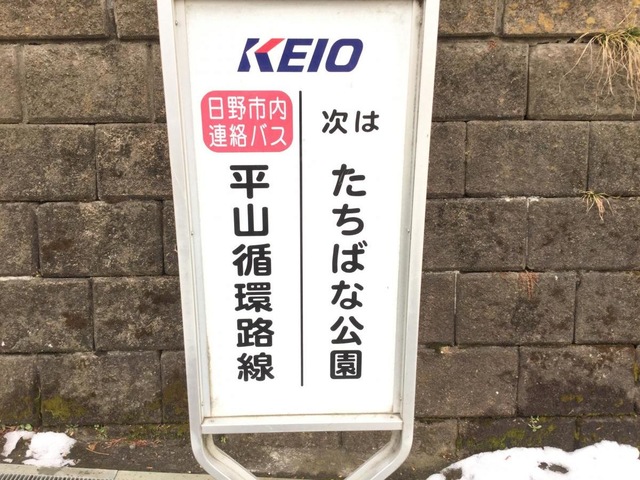 KEIO
日野市内
連絡バス
平山循環路線
次は
たちばな公園